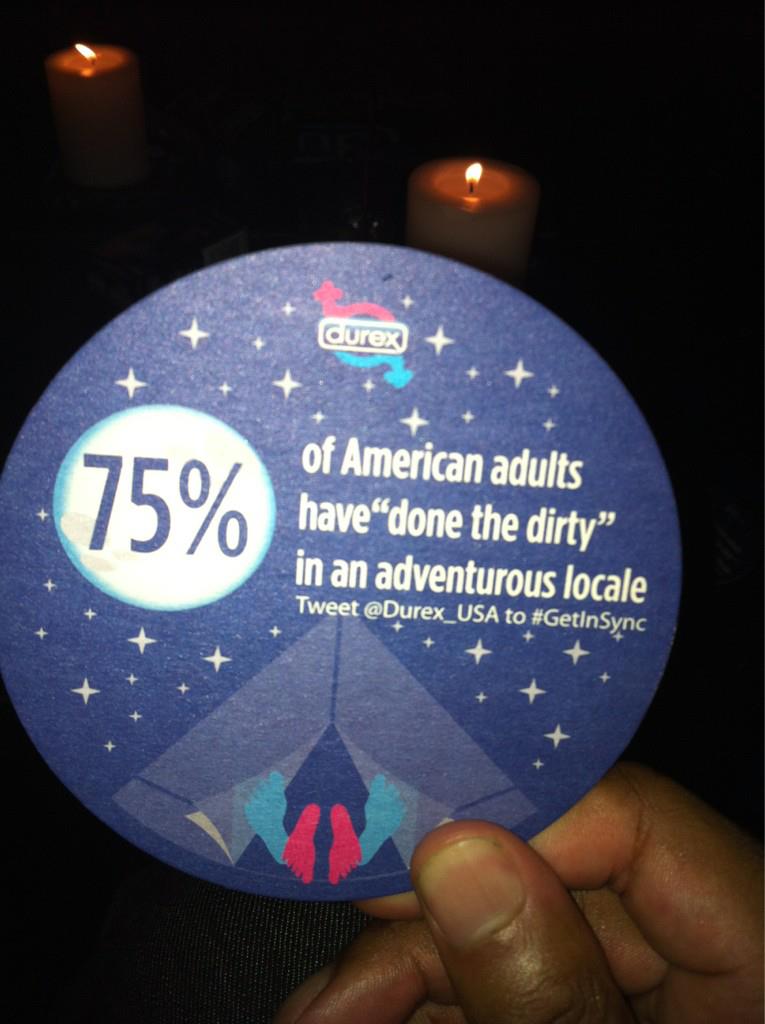 durex
75%
of American adults
have“done the dirty”
in an adventurous locale
Tweet @Durex_USA to #GetInSync